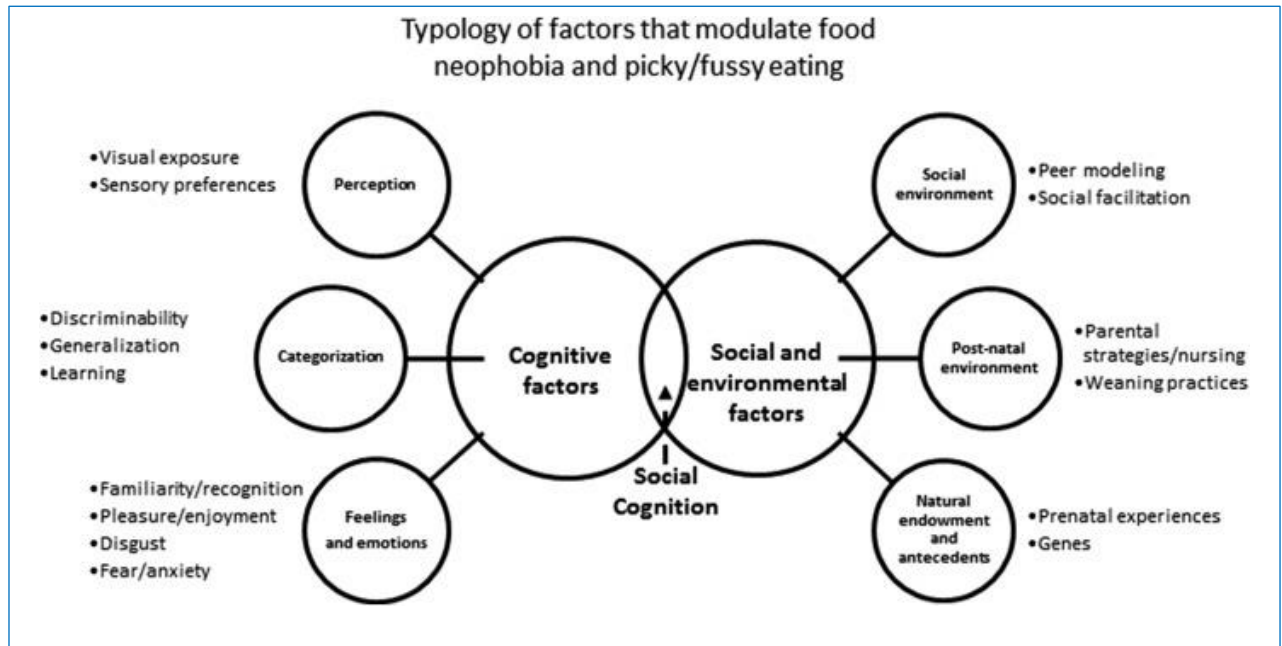 Typology of factors that modulate food
neophobia and picky/fussy eating
•Visual exposure
•Sensory preferences
Perception
•Discriminability
•Generalization
•Learning
Categorization
•Familiarity/recognition
•Pleasure/enjoyment
•Disgust
•Fear/anxiety
Feelings
and emotions
Cognitive
factors
Social
Cognition
Social and
environmental
factors
Social
environment
•Peer modeling
•Social facilitation
Post-natal
environment
•Parental
strategies/nursing
•Weaning practices
Natural
endowment
and
antecedents
•Prenatal experiences
•Genes